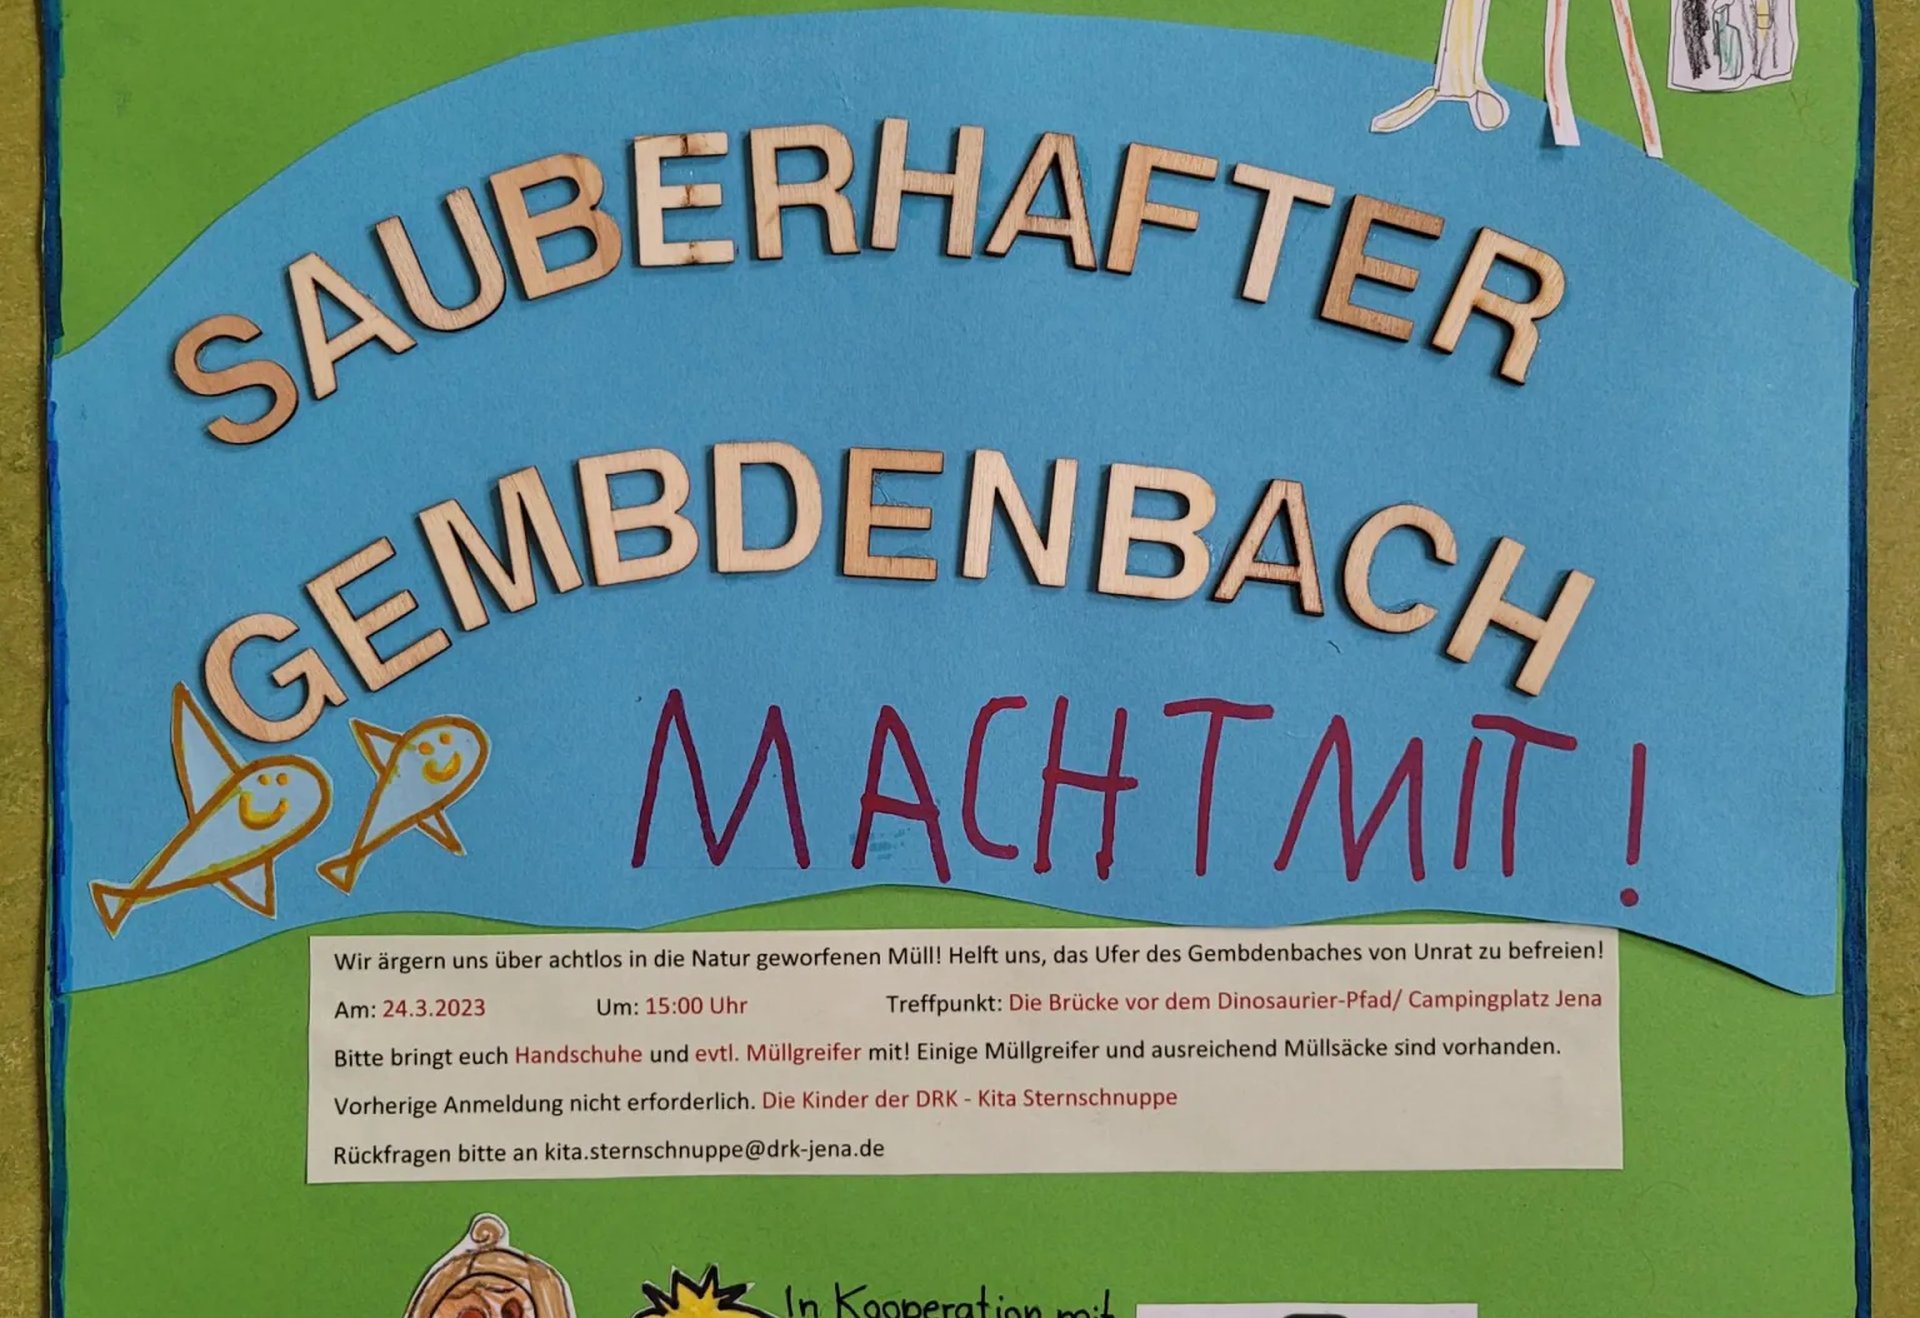 SAUBERHAFTER
GEMBDENBACH
MACHT MIT!
Wir ärgern uns über achtlos in die Natur geworfenen Müll! Helft uns, das Ufer des Gembdenbaches von Unrat zu befreien!
Am: 24.3.2023 Um: 15:00 Uhr Treffpunkt: Die Brücke vor dem Dinosaurier-Pfad/ Campingplatz Jena
Bitte bringt euch Handschuhe und evtl. Müllgreifer mit! Einige Müllgreifer und ausreichend Müllsäcke sind vorhanden.
Vorherige Anmeldung nicht erforderlich. Die Kinder der DRK - Kita Sternschnuppe
Rückfragen bitte an kita.sternschnuppe@drk-jena.de
In Kooperation mit